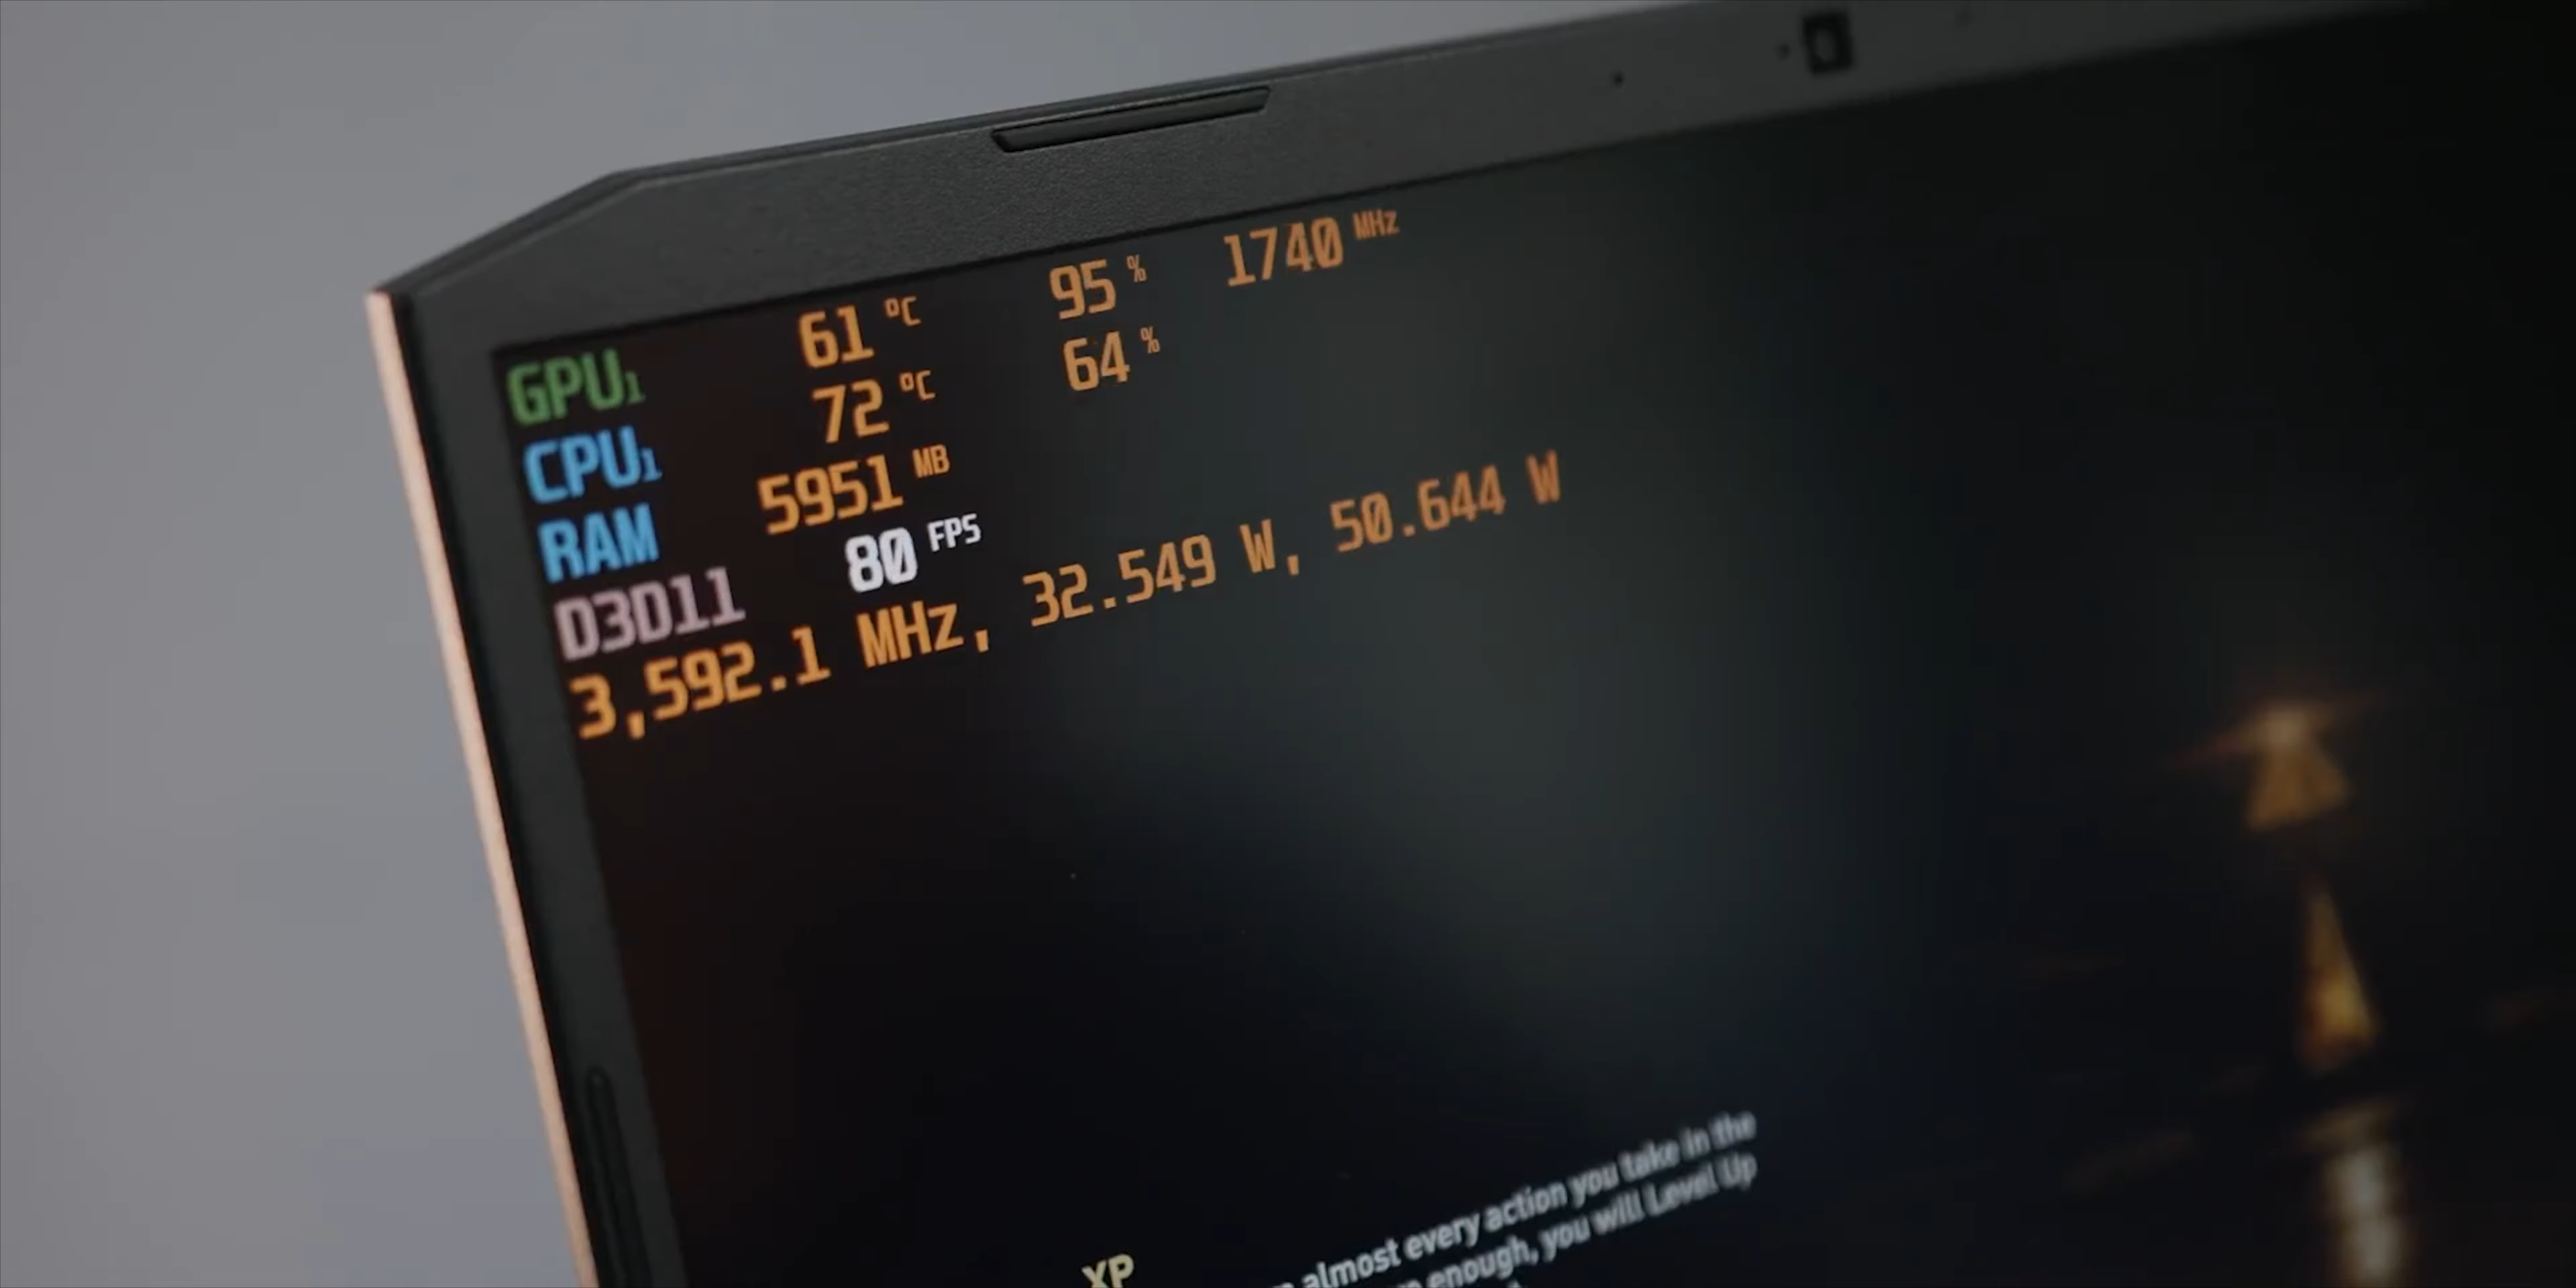 GPU1 61 °C 95 % 1740 MHz
CPU1 72 °C 64 %
RAM 5951 MB
D3D11 80 FPS
3,592.1 MHz, 32.549 W, 50.644 W
XP
almost every action you take in the
enough, you will Level Up